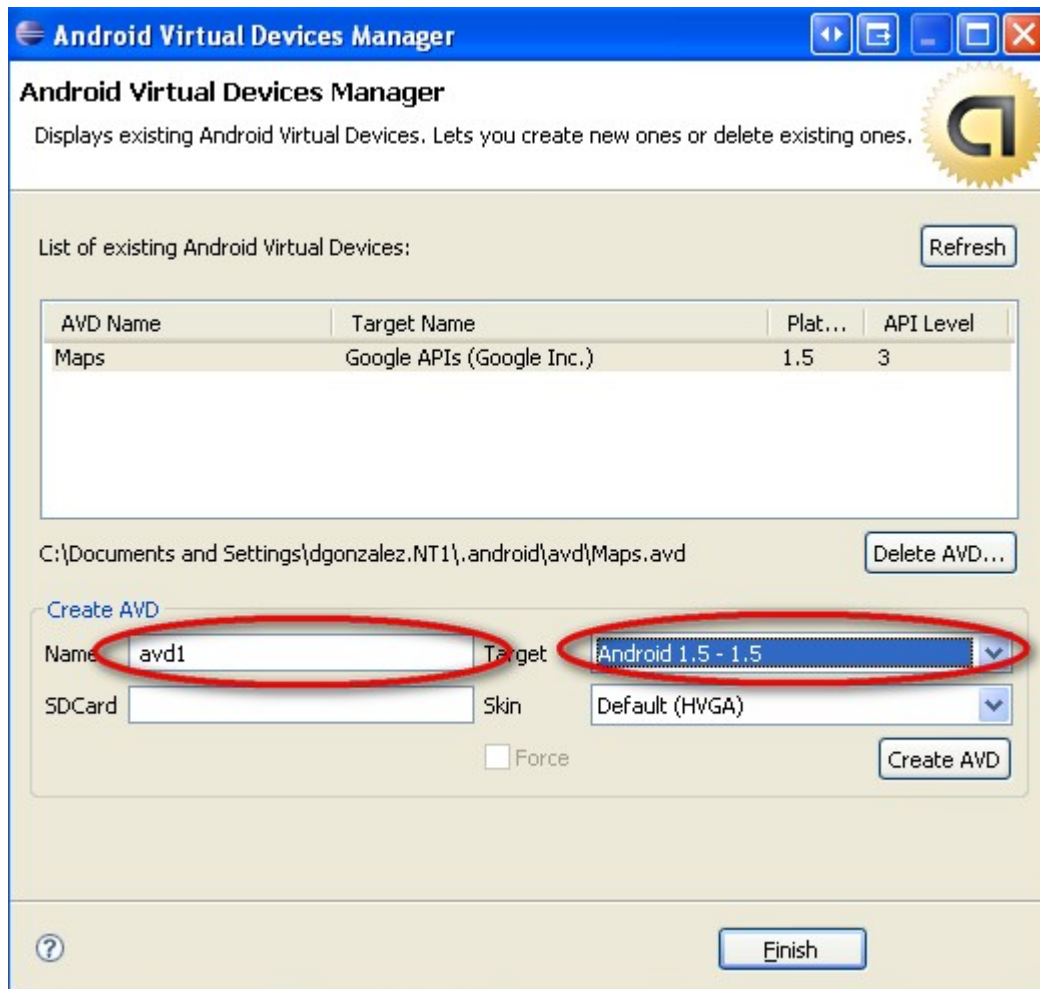 Android Virtual Devices Manager
Android Virtual Devices Manager
Displays existing Android Virtual Devices. Lets you create new ones or delete existing ones.
List of existing Android Virtual Devices:
Refresh
AVD Name Target Name Plat... API Level
Maps Google APIs (Google Inc.) 1.5 3
C:\Documents and Settings\dgonzalez.NT1\.android\avd\Maps.avd
Delete AVD...
Create AVD
Name avd1 Target Android 1.5 - 1.5
SDCard Skin Default (HVGA)
Force Create AVD
Finish